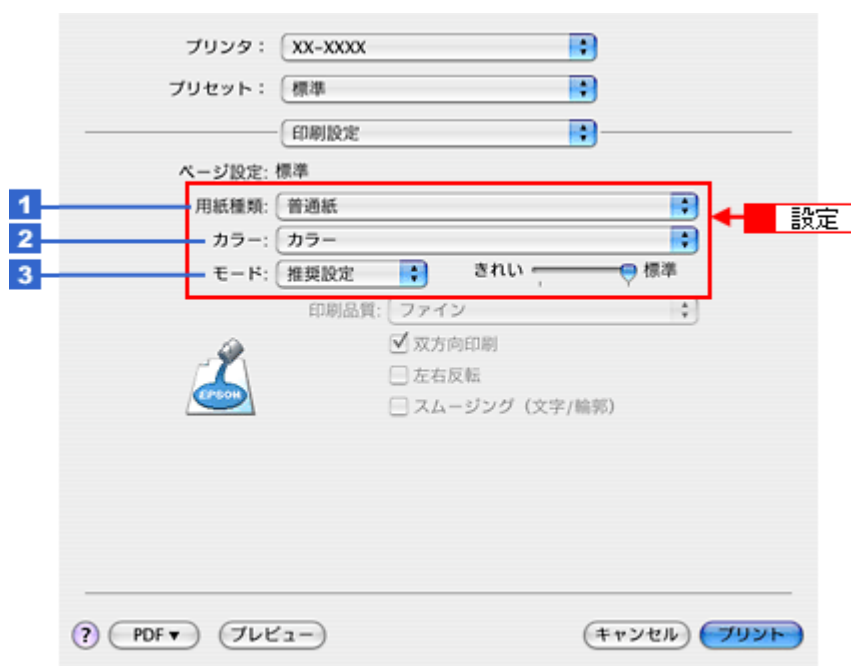 プリンタ： XX-XXXX
プリセット： 標準
印刷設定
ページ設定: 標準
1 用紙種類: 普通紙
設定
2 カラー: カラー
3 モード: 推奨設定 きれい 標準
印刷品質: ファイン
双方向印刷
左右反転
スムージング（文字/輪郭）
EPSON
? PDF▼ プレビュー キャンセル プリント